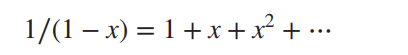 1/(1 − x) = 1 + x + x² + ⋯